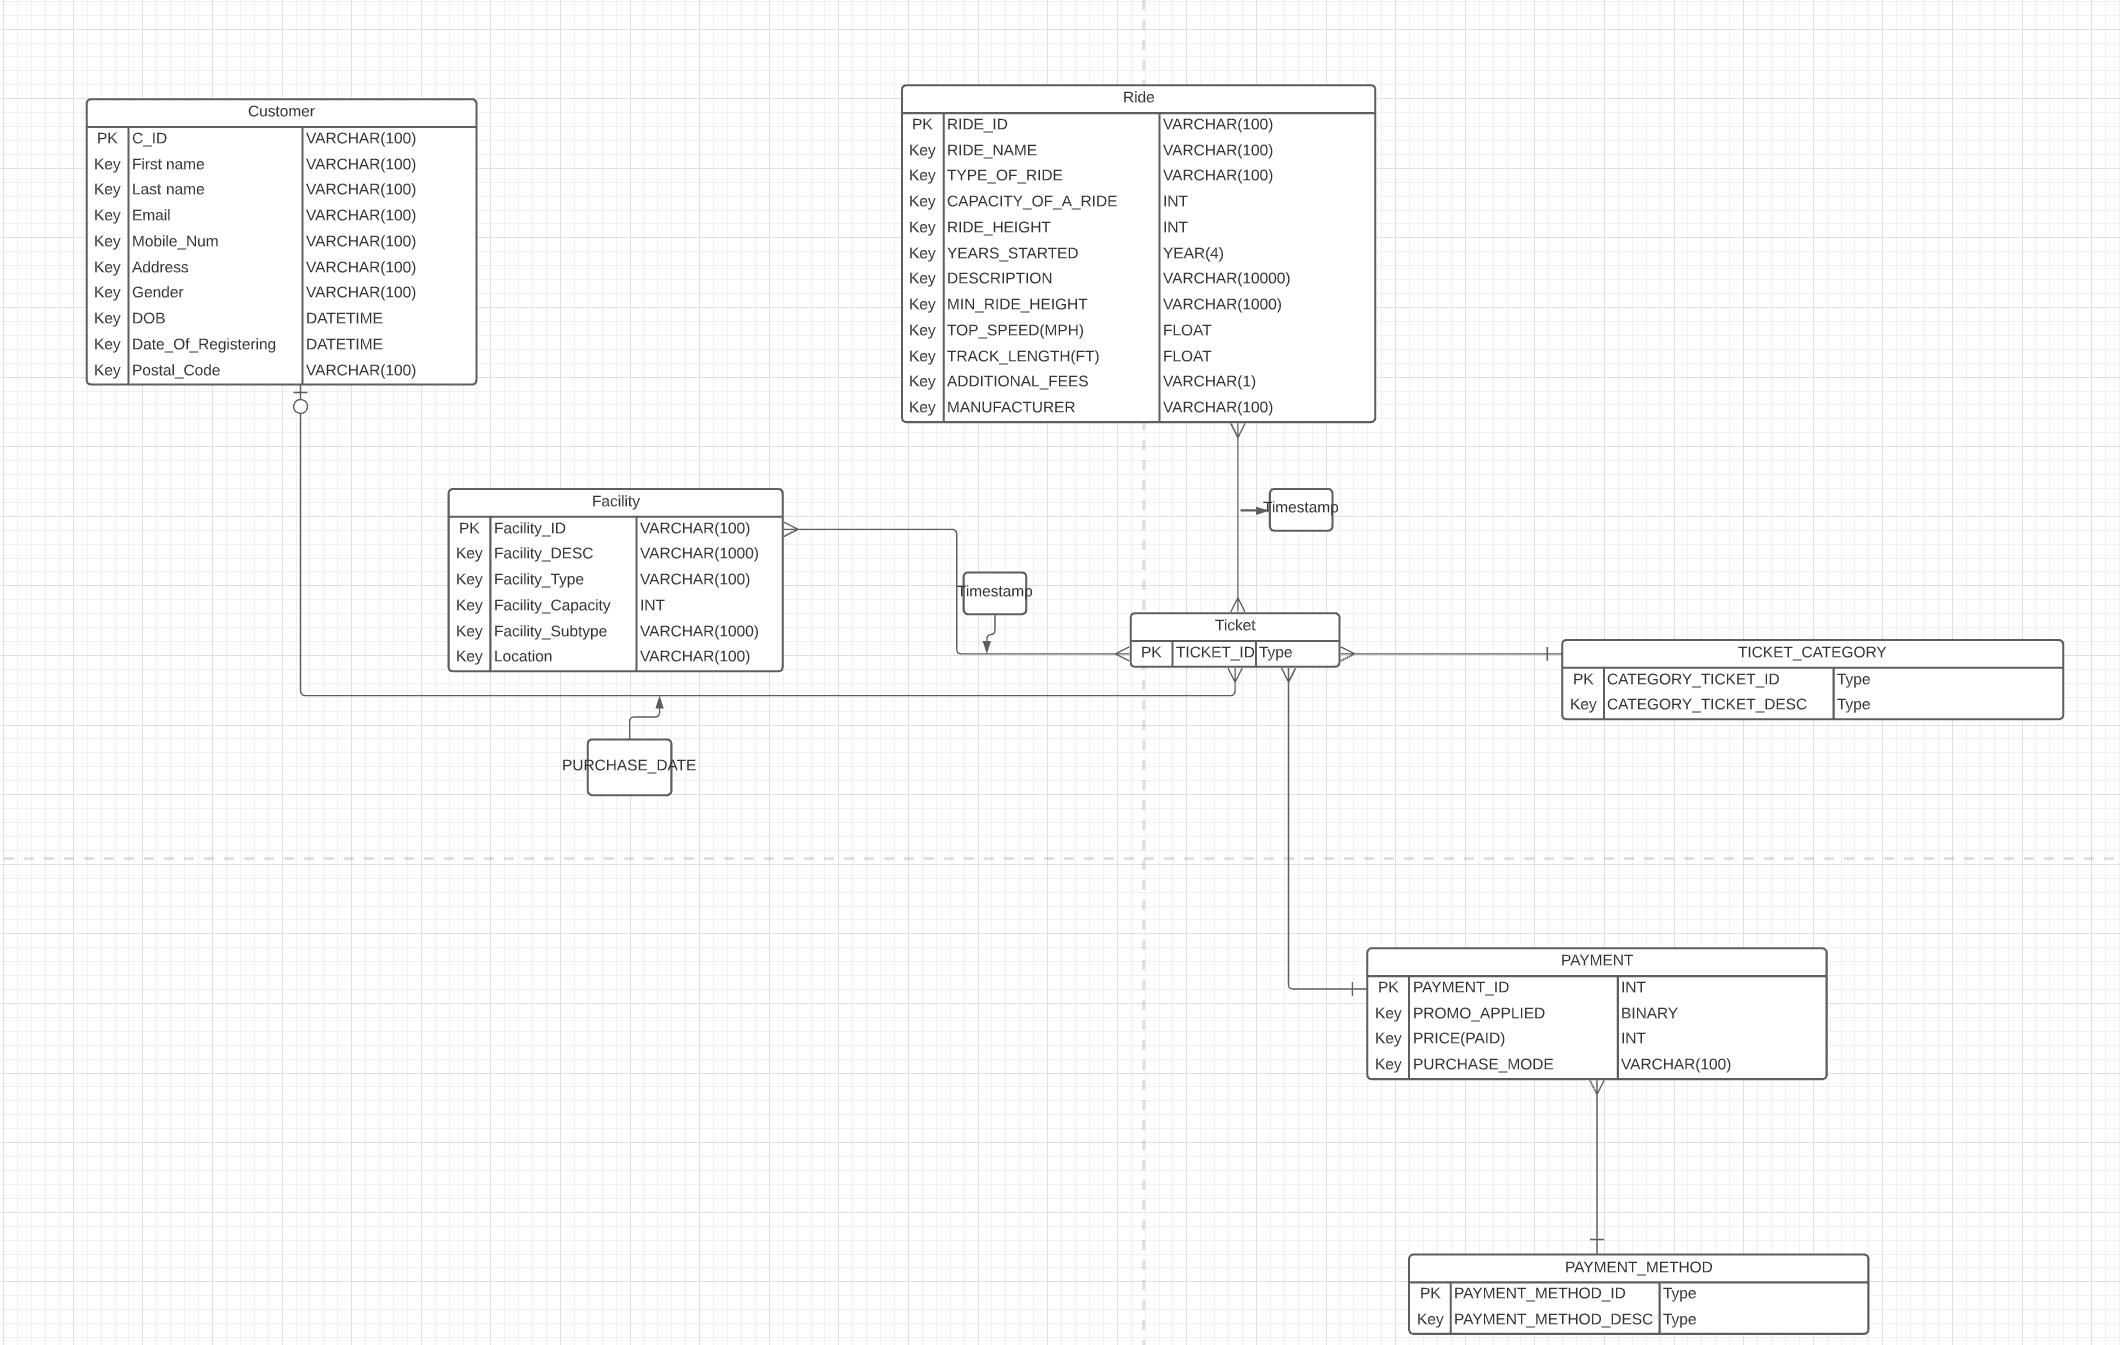 Customer
PK C_ID VARCHAR(100)
Key First name VARCHAR(100)
Key Last name VARCHAR(100)
Key Email VARCHAR(100)
Key Mobile_Num VARCHAR(100)
Key Address VARCHAR(100)
Key Gender VARCHAR(100)
Key DOB DATETIME
Key Date_Of_Registering DATETIME
Key Postal_Code VARCHAR(100)
Ride
PK RIDE_ID VARCHAR(100)
Key RIDE_NAME VARCHAR(100)
Key TYPE_OF_RIDE VARCHAR(100)
Key CAPACITY_OF_A_RIDE INT
Key RIDE_HEIGHT INT
Key YEARS_STARTED YEAR(4)
Key DESCRIPTION VARCHAR(10000)
Key MIN_RIDE_HEIGHT VARCHAR(1000)
Key TOP_SPEED(MPH) FLOAT
Key TRACK_LENGTH(FT) FLOAT
Key ADDITIONAL_FEES VARCHAR(1)
Key MANUFACTURER VARCHAR(100)
Facility
PK Facility_ID VARCHAR(100)
Key Facility_DESC VARCHAR(1000)
Key Facility_Type VARCHAR(100)
Key Facility_Capacity INT
Key Facility_Subtype VARCHAR(1000)
Key Location VARCHAR(100)
Timestamp
Timestamp
Ticket
PK TICKET_ID Type
TICKET_CATEGORY
PK CATEGORY_TICKET_ID Type
Key CATEGORY_TICKET_DESC Type
PURCHASE_DATE
PAYMENT
PK PAYMENT_ID INT
Key PROMO_APPLIED BINARY
Key PRICE(PAID) INT
Key PURCHASE_MODE VARCHAR(100)
PAYMENT_METHOD
PK PAYMENT_METHOD_ID Type
Key PAYMENT_METHOD_DESC Type